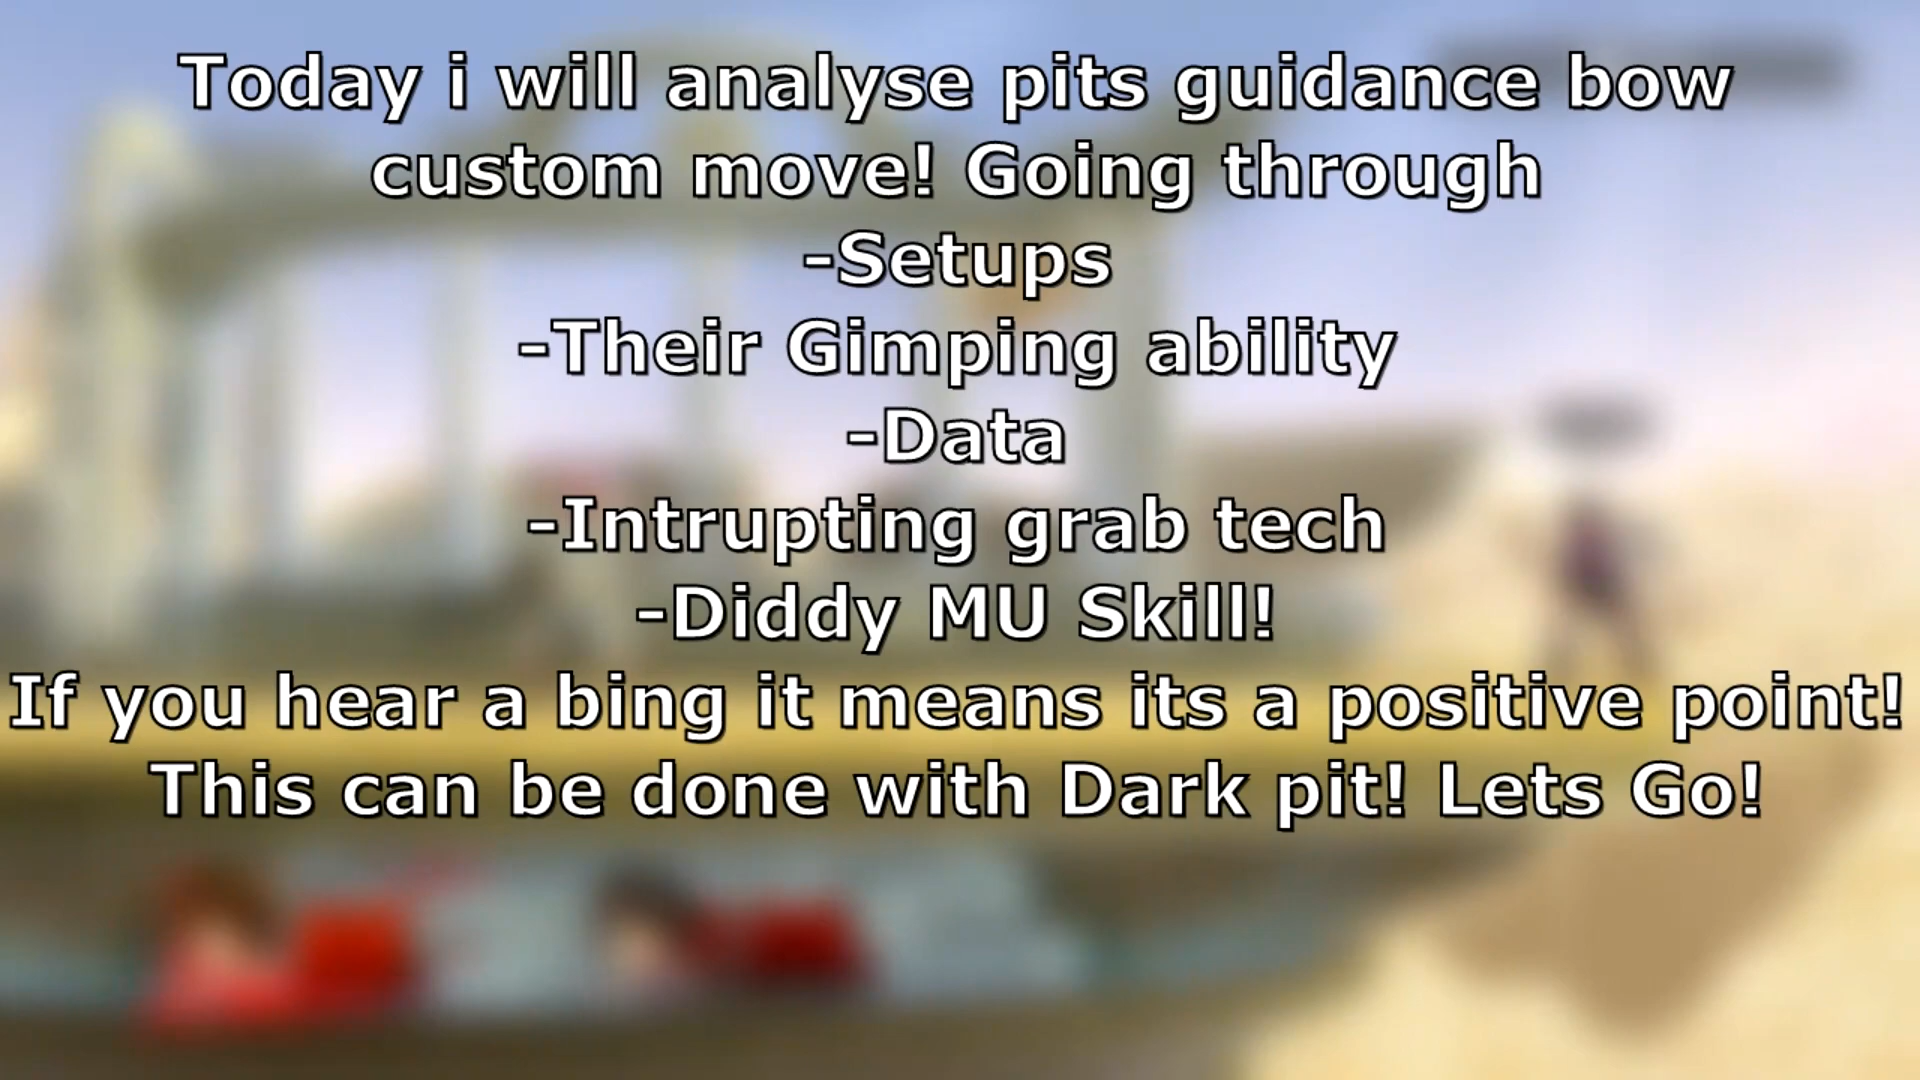 Today i will analyse pits guidance bow
custom move! Going through
-Setups
-Their Gimping ability
-Data
-Intrupting grab tech
-Diddy MU Skill!
If you hear a bing it means its a positive point!
This can be done with Dark pit! Lets Go!